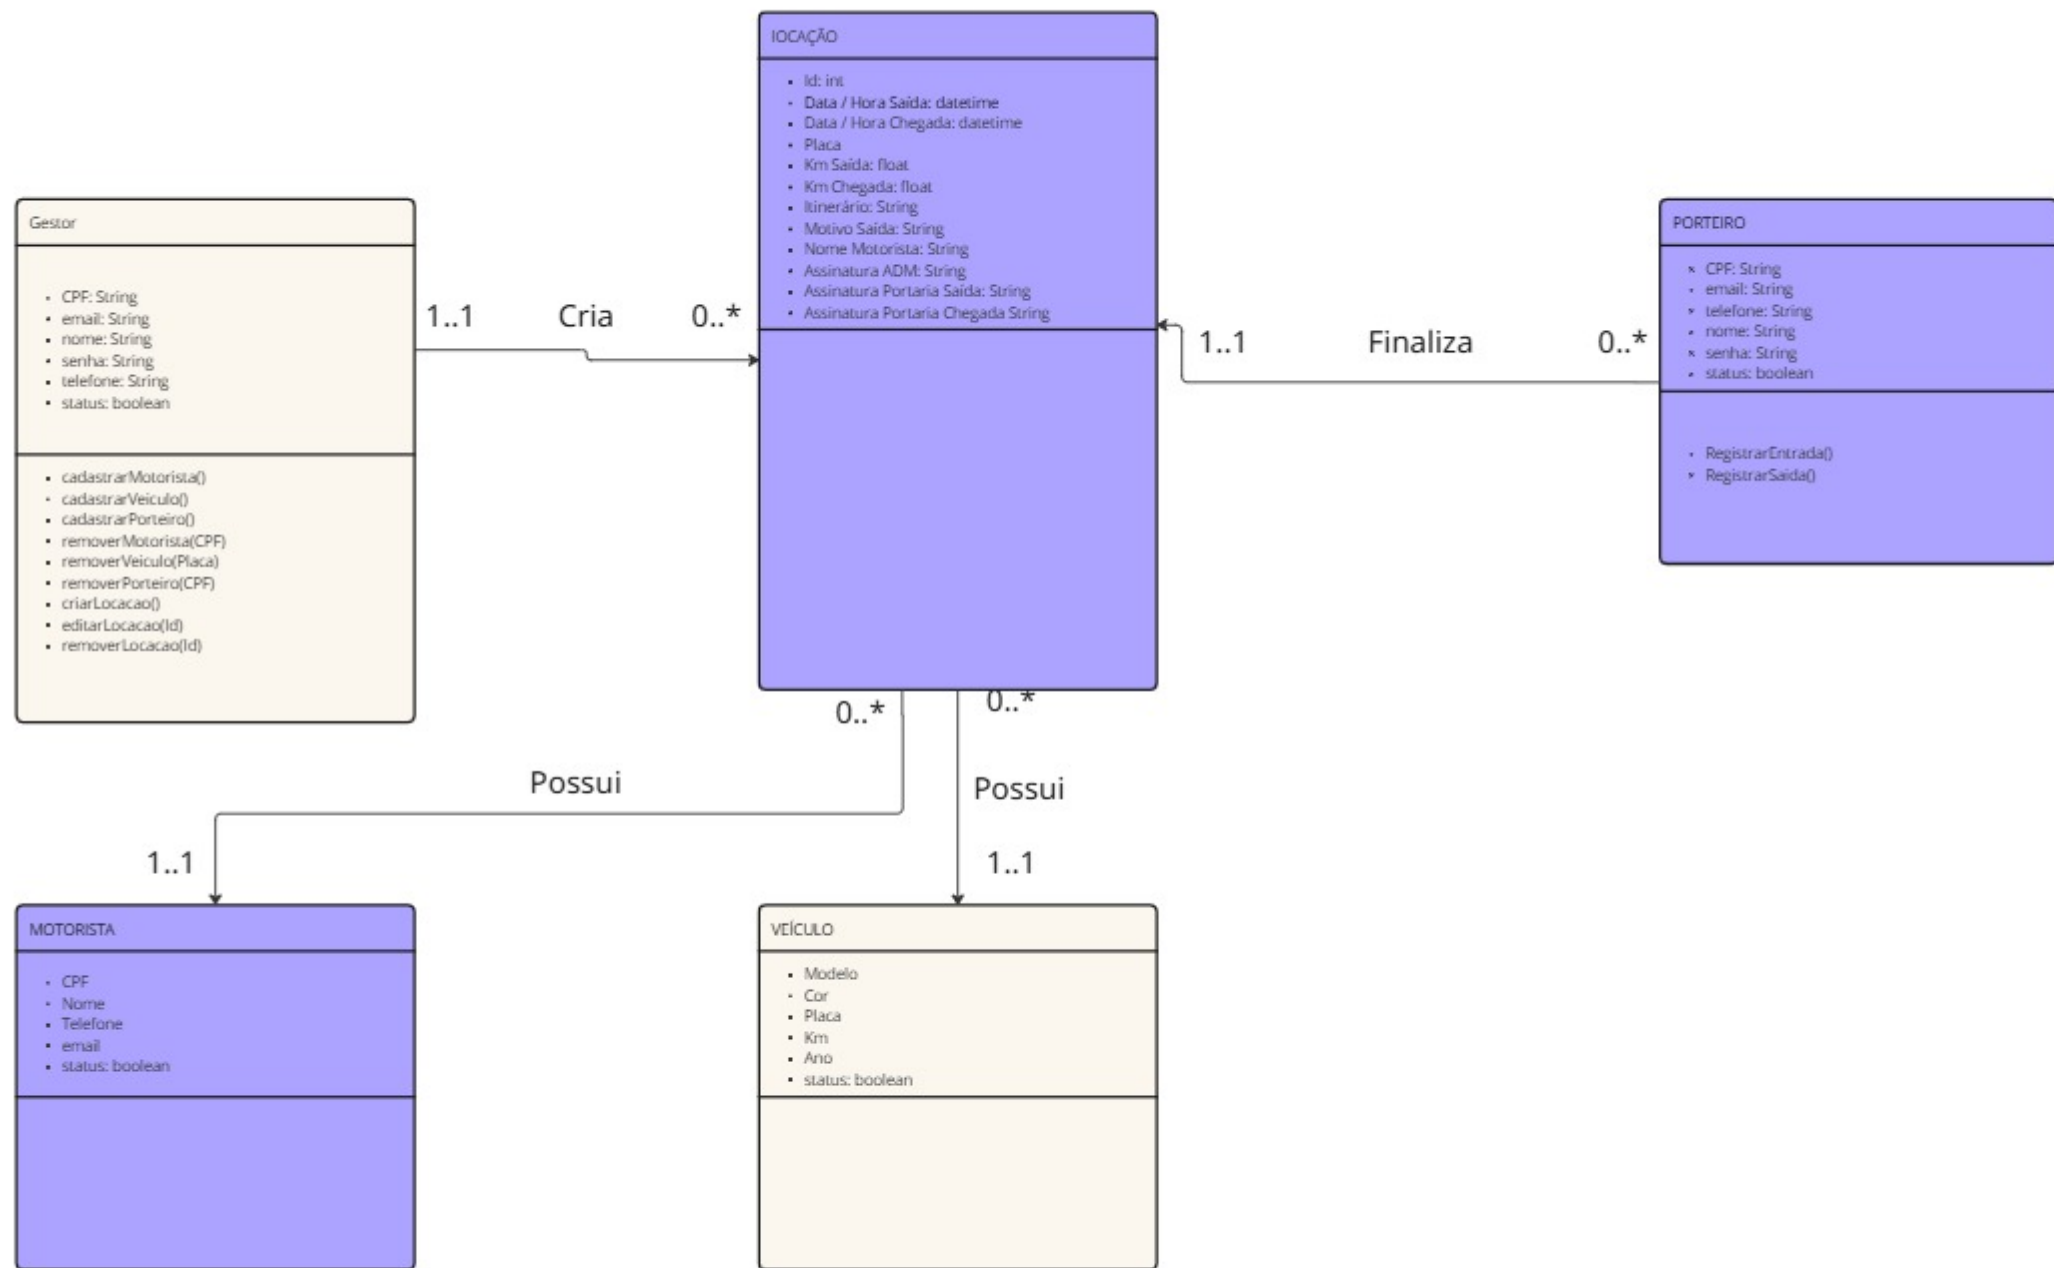 lOCAÇÃO
Id: int
Data / Hora Saída: datetime
Data / Hora Chegada: datetime
Placa
Km Saída: float
Km Chegada: float
Itinerário: String
Motivo Saída: String
Nome Motorista: String
Assinatura ADM: String
Assinatura Portaria Saída: String
Assinatura Portaria Chegada String
Gestor
CPF: String
email: String
nome: String
senha: String
telefone: String
status: boolean
cadastrarMotorista()
cadastrarVeiculo()
cadastrarPorteiro()
removerMotorista(CPF)
removerVeiculo(Placa)
removerPorteiro(CPF)
criarLocacao()
editarLocacao(Id)
removerLocacao(Id)
1..1 Cria 0..*
PORTEIRO
CPF: String
email: String
telefone: String
nome: String
senha: String
status: boolean
RegistrarEntrada()
RegistrarSaida()
1..1 Finaliza 0..*
0..*
0..*
Possui
Possui
1..1
1..1
MOTORISTA
CPF
Nome
Telefone
email
status: boolean
VEÍCULO
Modelo
Cor
Placa
Km
Ano
status: boolean